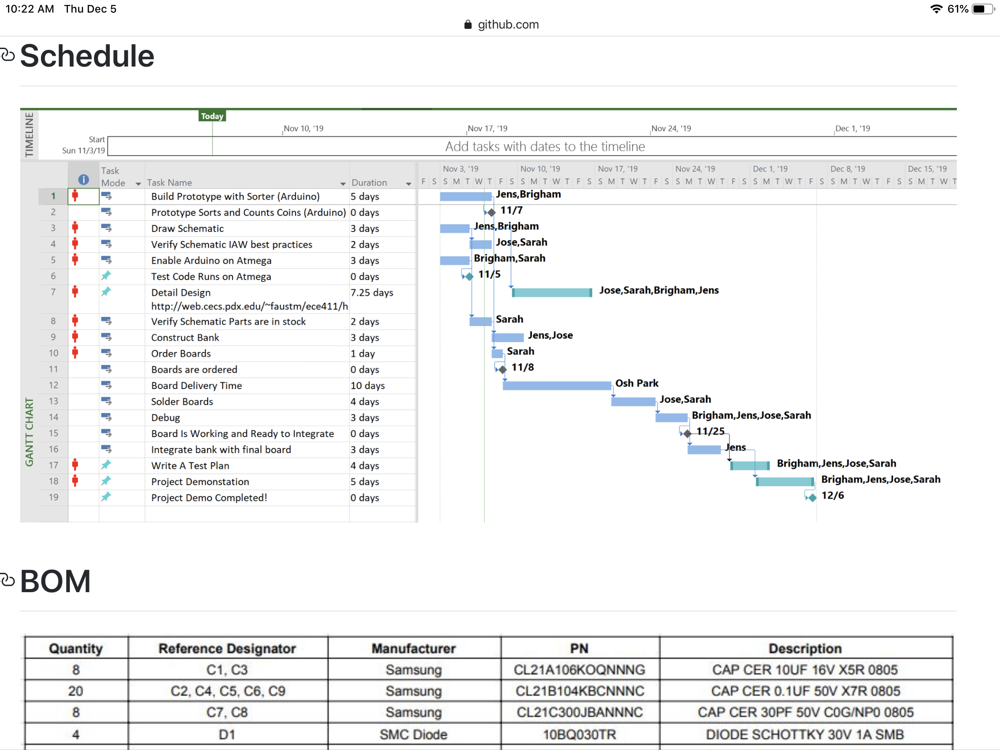 10:22 AM Thu Dec 5 61%
github.com
Schedule
TIMELINE
Today
Nov 10, '19 Nov 17, '19 Nov 24, '19 Dec 1, '19
Start
Sun 11/3/19
Add tasks with dates to the timeline
GANTT CHART
Task Mode Task Name Duration
Nov 3, '19 Nov 10, '19 Nov 17, '19 Nov 24, '19 Dec 1, '19 Dec 8, '19 Dec 15, '19
F S S M T W T F S S M T W T F S S M T W T F S S M T W T F S S M T W T F S S M T W T F S S M T W T
1 Build Prototype with Sorter (Arduino) 5 days Jens,Brigham
2 Prototype Sorts and Counts Coins (Arduino) 0 days 11/7
3 Draw Schematic 3 days Jens,Brigham
4 Verify Schematic IAW best practices 2 days Jose,Sarah
5 Enable Arduino on Atmega 3 days Brigham,Sarah
6 Test Code Runs on Atmega 0 days 11/5
7 Detail Design 7.25 days Jose,Sarah,Brigham,Jens
http://web.cecs.pdx.edu/~faustm/ece411/h
8 Verify Schematic Parts are in stock 2 days Sarah
9 Construct Bank 3 days Jens,Jose
10 Order Boards 1 day Sarah
11 Boards are ordered 0 days 11/8
12 Board Delivery Time 10 days Osh Park
13 Solder Boards 4 days Jose,Sarah
14 Debug 3 days Brigham,Jens,Jose,Sarah
15 Board Is Working and Ready to Integrate 0 days 11/25
16 Integrate bank with final board 3 days Jens
17 Write A Test Plan 4 days Brigham,Jens,Jose,Sarah
18 Project Demonstation 5 days Brigham,Jens,Jose,Sarah
19 Project Demo Completed! 0 days 12/6
BOM
Quantity Reference Designator Manufacturer PN Description
8 C1, C3 Samsung CL21A106KOQNNNG CAP CER 10UF 16V X5R 0805
20 C2, C4, C5, C6, C9 Samsung CL21B104KBCNNNC CAP CER 0.1UF 50V X7R 0805
8 C7, C8 Samsung CL21C300JBANNNC CAP CER 30PF 50V C0G/NP0 0805
4 D1 SMC Diode 10BQ030TR DIODE SCHOTTKY 30V 1A SMB